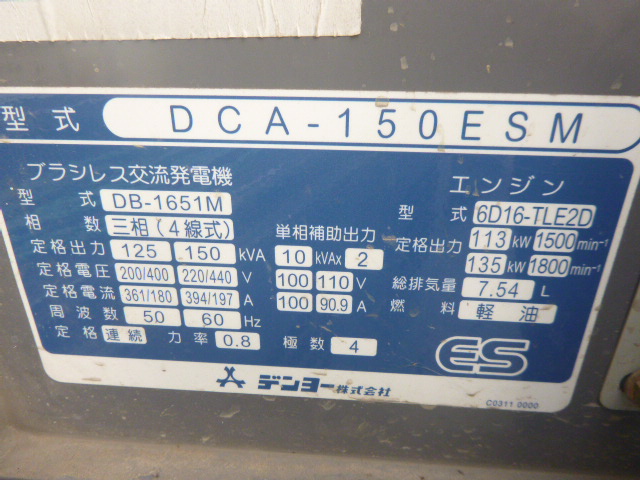 型式 DCA-150ESM
ブラシレス交流発電機
型式 DB-1651M
相数 三相(4線式)
定格出力 125 150 kVA
定格電圧 200/400 220/440 V
定格電流 361/180 394/197 A
周波数 50 60 Hz
定格 連続 力率 0.8 極数 4
単相補助出力
10 kVAx 2
100 110 V
100 90.9 A
エンジン
型式 6D16-TLE2D
定格出力 113 kW 1500 min⁻¹
135 kW 1800 min⁻¹
総排気量 7.54 L
燃料 軽油
ES
デンヨー株式会社
C0311 0000